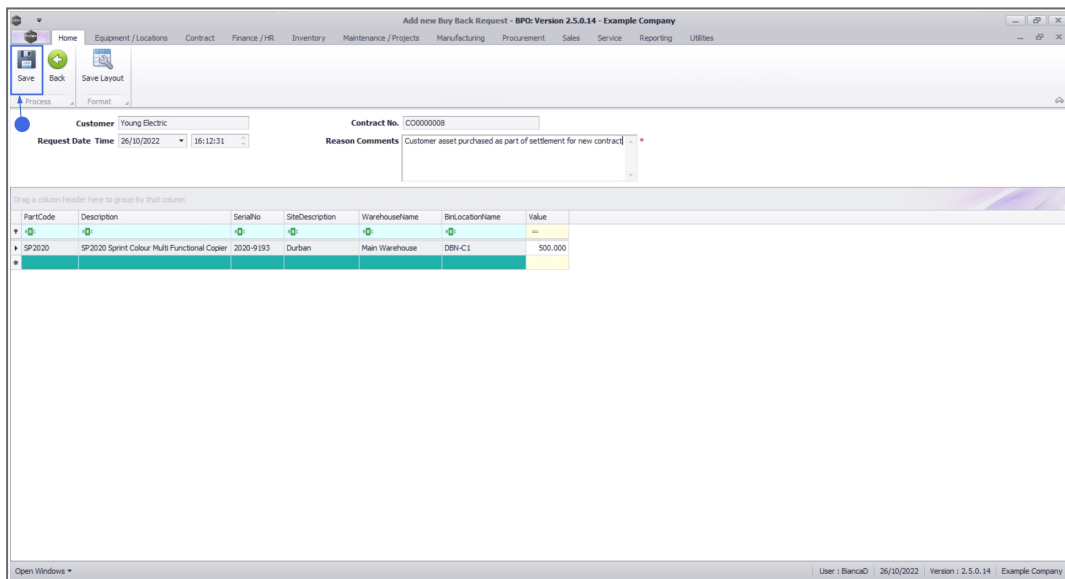 Add new Buy Back Request - BPO: Version 2.5.0.14 - Example Company
Home Equipment / Locations Contract Finance / HR Inventory Maintenance / Projects Manufacturing Procurement Sales Service Reporting Utilities
Save Back Save Layout
Process Format
Customer Young Electric Contract No. CO0000008
Request Date Time 26/10/2022 16:12:31 Reason Comments Customer asset purchased as part of settlement for new contract *
Drag a column header here to group by that column
PartCode Description SerialNo SiteDescription WarehouseName BinLocationName Value
=
SP2020 SP2020 Sprint Colour Multi Functional Copier 2020-9193 Durban Main Warehouse DBN-C1 500.000
Open Windows User : BiancaD 26/10/2022 Version : 2.5.0.14 Example Company